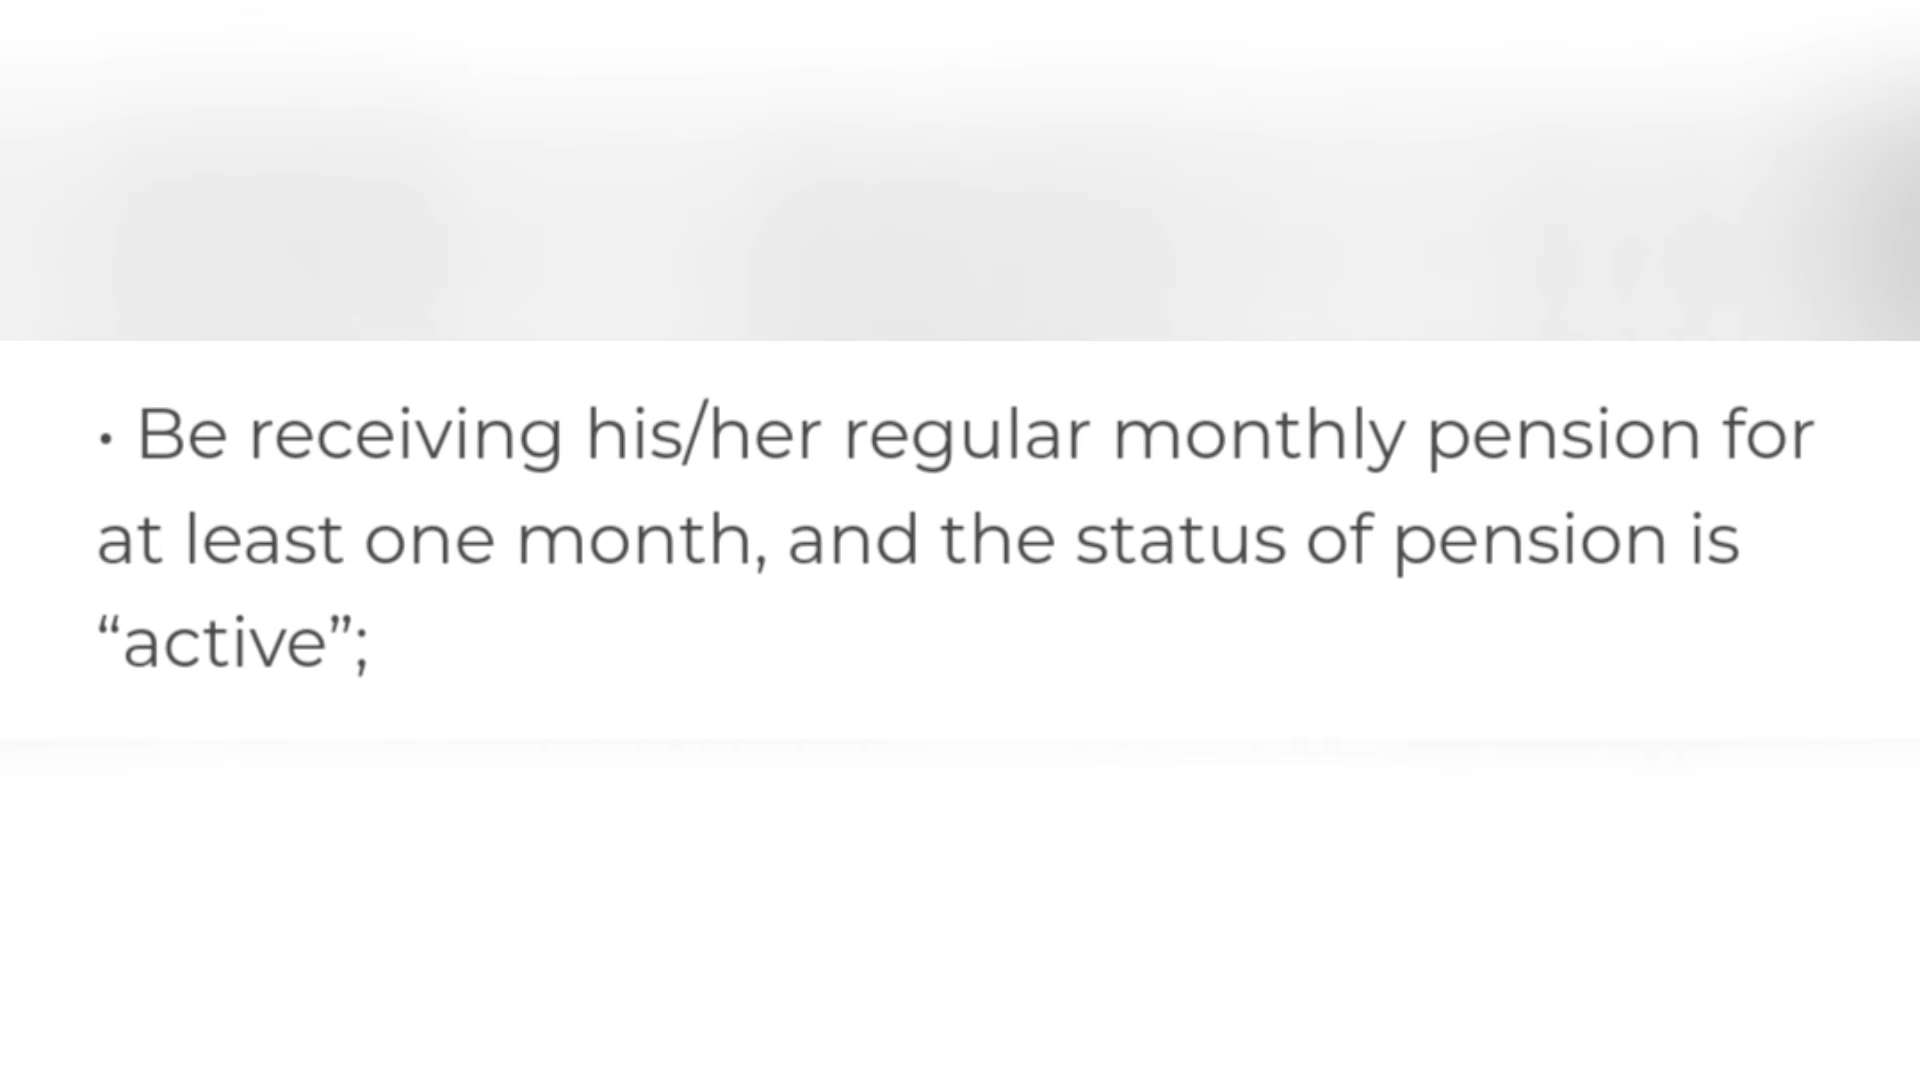 • Be receiving his/her regular monthly pension for
at least one month, and the status of pension is
“active”;